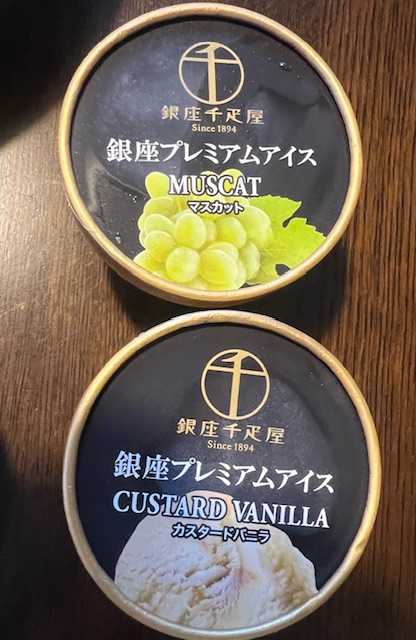 千
銀座千疋屋
Since 1894
銀座プレミアムアイス
MUSCAT
マスカット
千
銀座千疋屋
Since 1894
銀座プレミアムアイス
CUSTARD VANILLA
カスタードバニラ